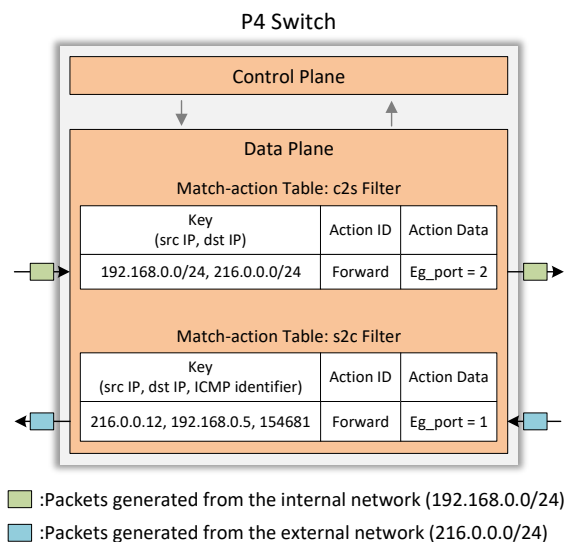 P4 Switch
Control Plane
Data Plane
Match-action Table: c2s Filter
Key
(src IP, dst IP)
Action ID
Action Data
192.168.0.0/24, 216.0.0.0/24
Forward
Eg_port = 2
Match-action Table: s2c Filter
Key
(src IP, dst IP, ICMP identifier)
Action ID
Action Data
216.0.0.12, 192.168.0.5, 154681
Forward
Eg_port = 1
:Packets generated from the internal network (192.168.0.0/24)
:Packets generated from the external network (216.0.0.0/24)